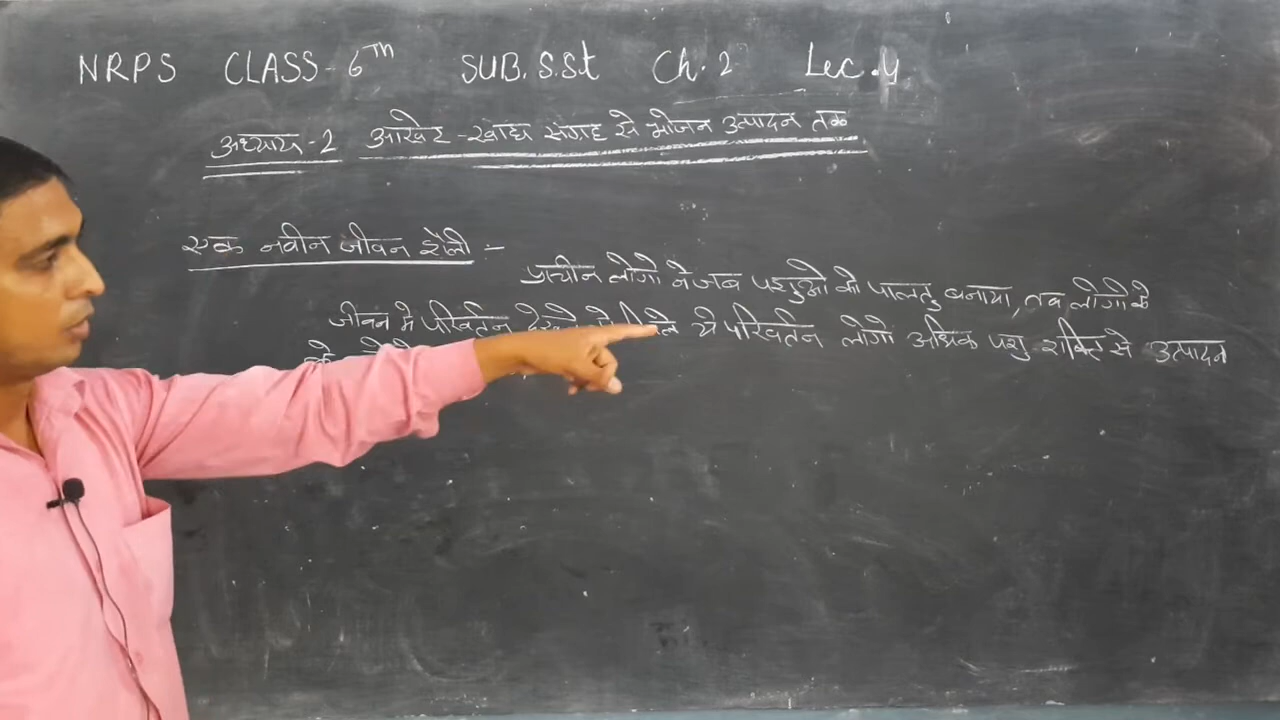 NRPS CLASS-6Th SUB.S.St Ch.2 Lec.4
अध्याय-2 आखेट-खाद्य संग्रह से भोजन उत्पादन तक
एक नवीन जीवन शैली :-
प्राचीन लोगो ने जब पशुओ को पालतु बनाया, तब लोगो के
जीवन मे परिवर्तन ये परिवर्तन लोगो अधिक पशु शक्ति से उत्पादन